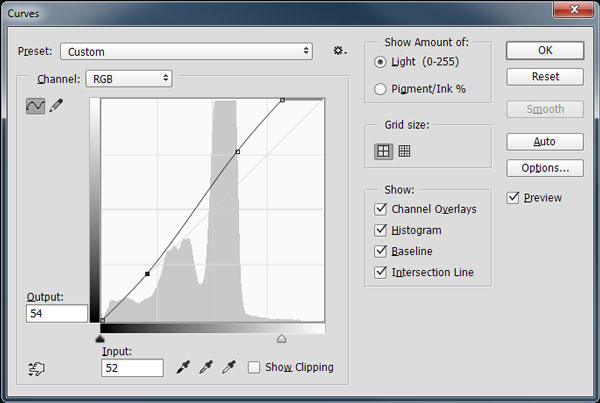 Curves
Preset: Custom
Channel: RGB
Output:
54
Input:
52
Show Clipping
Show Amount of:
Light (0-255)
Pigment/Ink %
Grid size:
Show:
Channel Overlays
Histogram
Baseline
Intersection Line
OK
Reset
Smooth
Auto
Options...
Preview